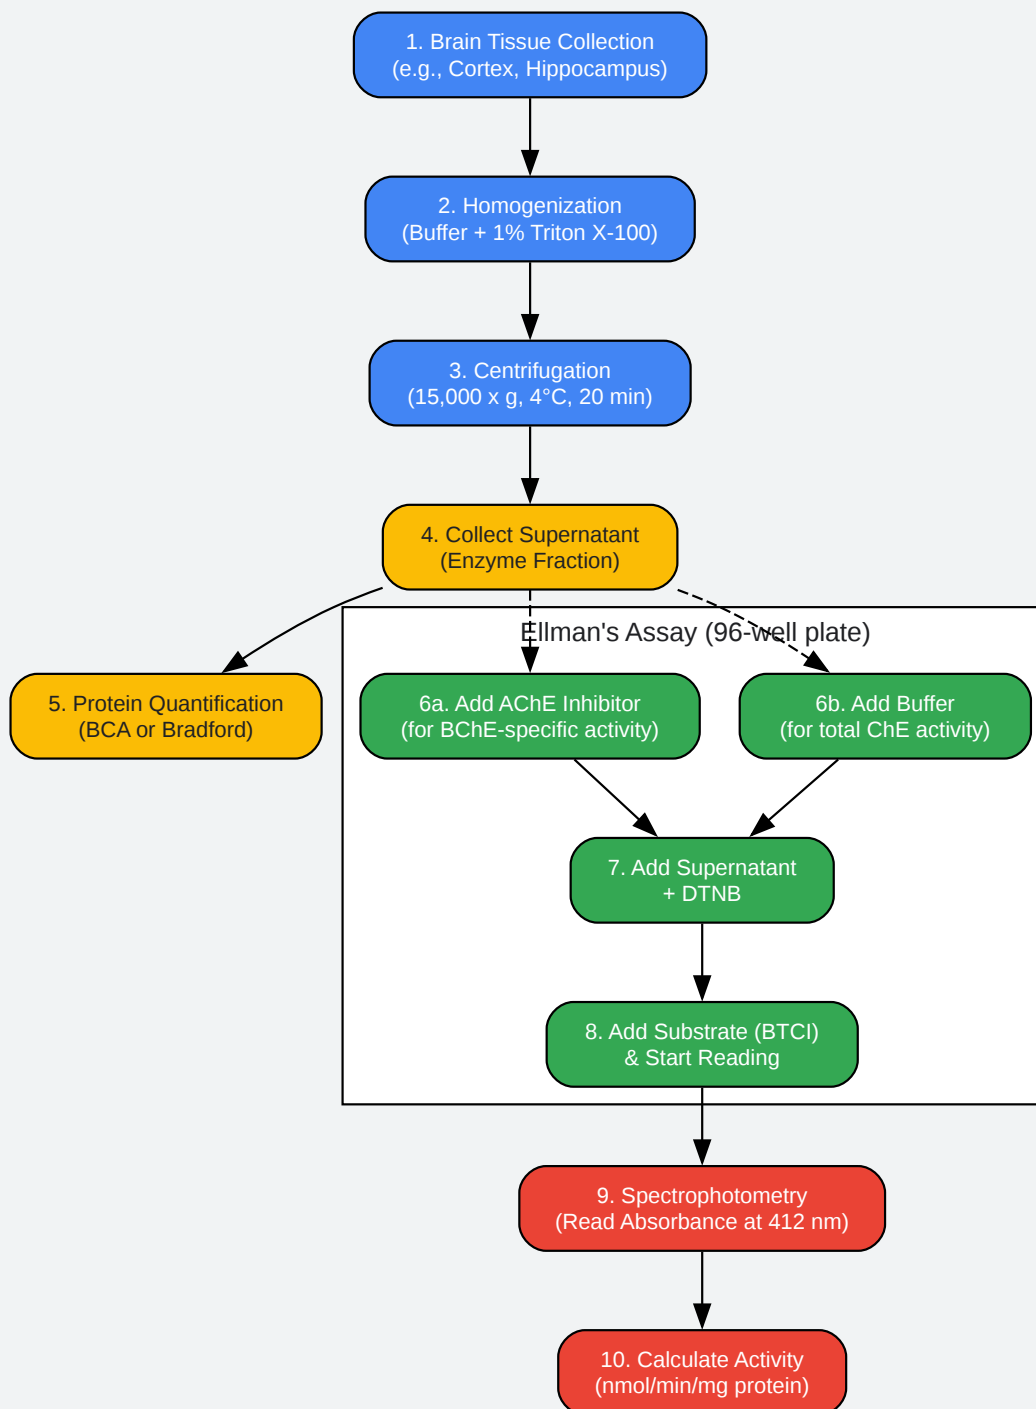 1. Brain Tissue Collection
(e.g., Cortex, Hippocampus)
2. Homogenization
(Buffer + 1% Triton X-100)
3. Centrifugation
(15,000 x g, 4°C, 20 min)
4. Collect Supernatant
(Enzyme Fraction)
Ellman's Assay (96-well plate)
5. Protein Quantification
(BCA or Bradford)
6a. Add AChE Inhibitor
(for BChE-specific activity)
6b. Add Buffer
(for total ChE activity)
7. Add Supernatant
+ DTNB
8. Add Substrate (BTCI)
& Start Reading
9. Spectrophotometry
(Read Absorbance at 412 nm)
10. Calculate Activity
(nmol/min/mg protein)